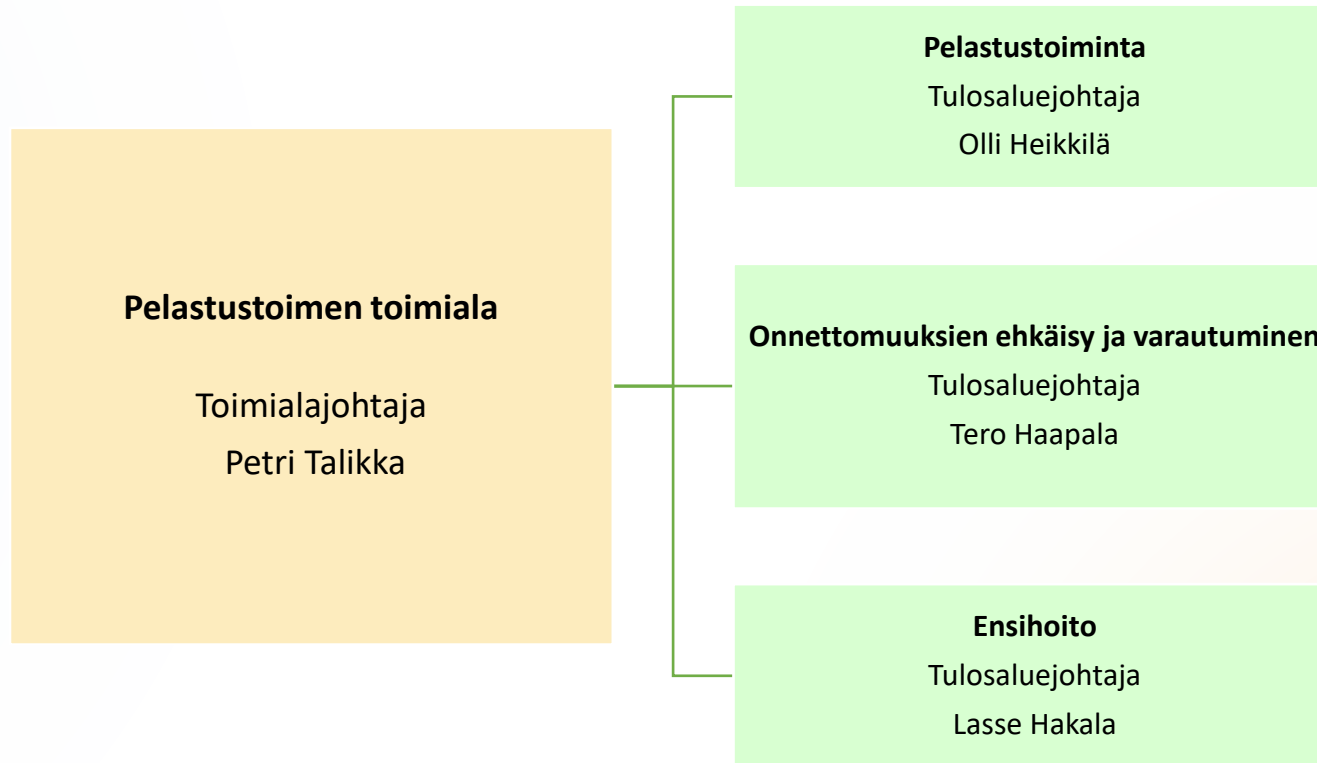 Pelastustoimen toimiala
Toimialajohtaja
Petri Talikka
Pelastustoiminta
Tulosaluejohtaja
Olli Heikkilä
Onnettomuuksien ehkäisy ja varautuminen
Tulosaluejohtaja
Tero Haapala
Ensihoito
Tulosaluejohtaja
Lasse Hakala